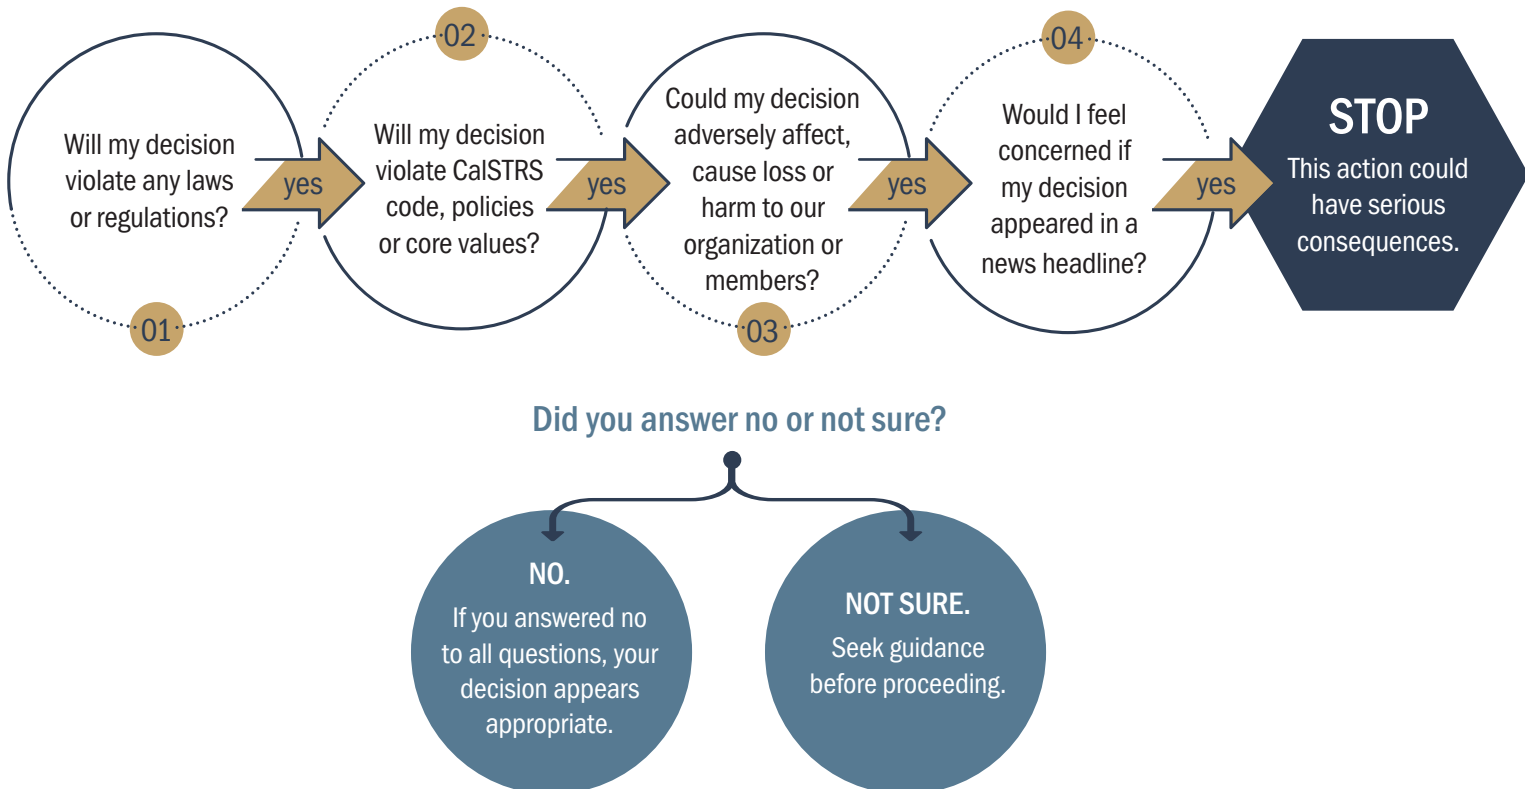 01
Will my decision
violate any laws
or regulations?
yes
02
Will my decision
violate CalSTRS
code, policies
or core values?
yes
Could my decision
adversely affect,
cause loss or
harm to our
organization or
members?
03
yes
04
Would I feel
concerned if
my decision
appeared in a
news headline?
yes
STOP
This action could
have serious
consequences.
Did you answer no or not sure?
NO.
If you answered no
to all questions, your
decision appears
appropriate.
NOT SURE.
Seek guidance
before proceeding.